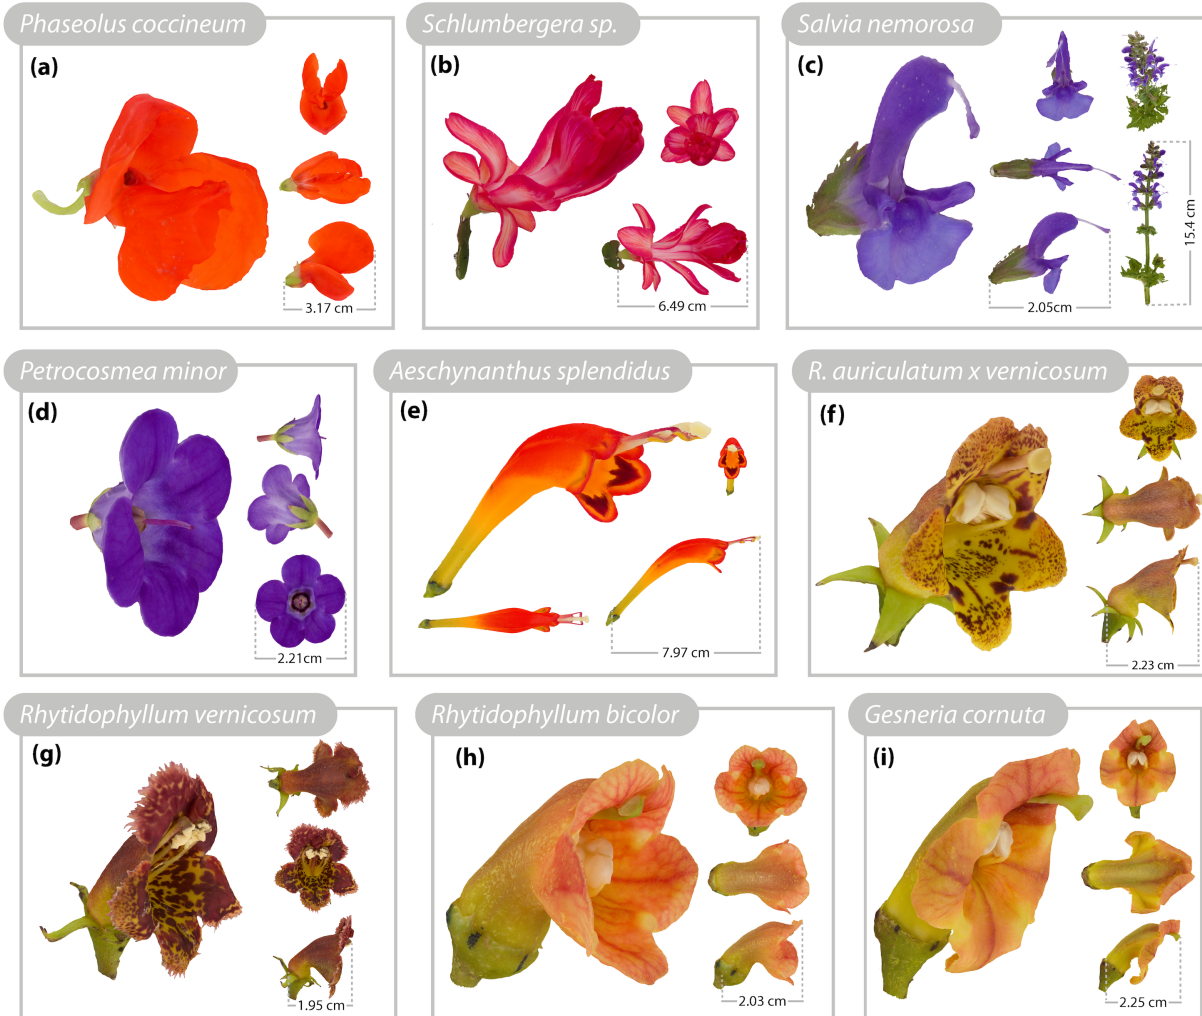 Phaseolus coccineum
(a)
3.17 cm
Schlumbergera sp.
(b)
6.49 cm
Salvia nemorosa
(c)
2.05cm
15.4 cm
Petrocosmea minor
(d)
2.21cm
Aeschynanthus splendidus
(e)
7.97 cm
R. auriculatum x vernicosum
(f)
2.23 cm
Rhytidophyllum vernicosum
(g)
1.95 cm
Rhytidophyllum bicolor
(h)
2.03 cm
Gesneria cornuta
(i)
2.25 cm